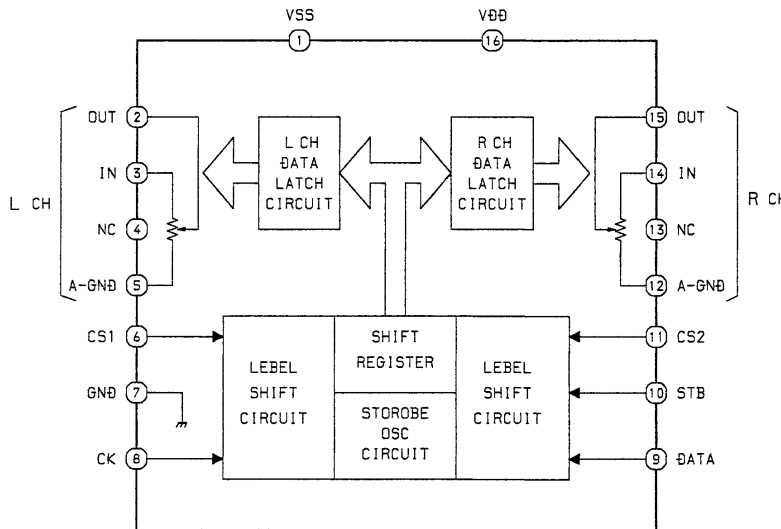 VSS
VDD
1
16
L CH
OUT 2
IN 3
NC 4
A-GND 5
L CH
DATA
LATCH
CIRCUIT
R CH
DATA
LATCH
CIRCUIT
15 OUT
14 IN
13 NC
12 A-GND
R CH
CS1 6
GND 7
CK 8
LEBEL
SHIFT
CIRCUIT
SHIFT
REGISTER
STOROBE
OSC
CIRCUIT
LEBEL
SHIFT
CIRCUIT
11 CS2
10 STB
9 DATA